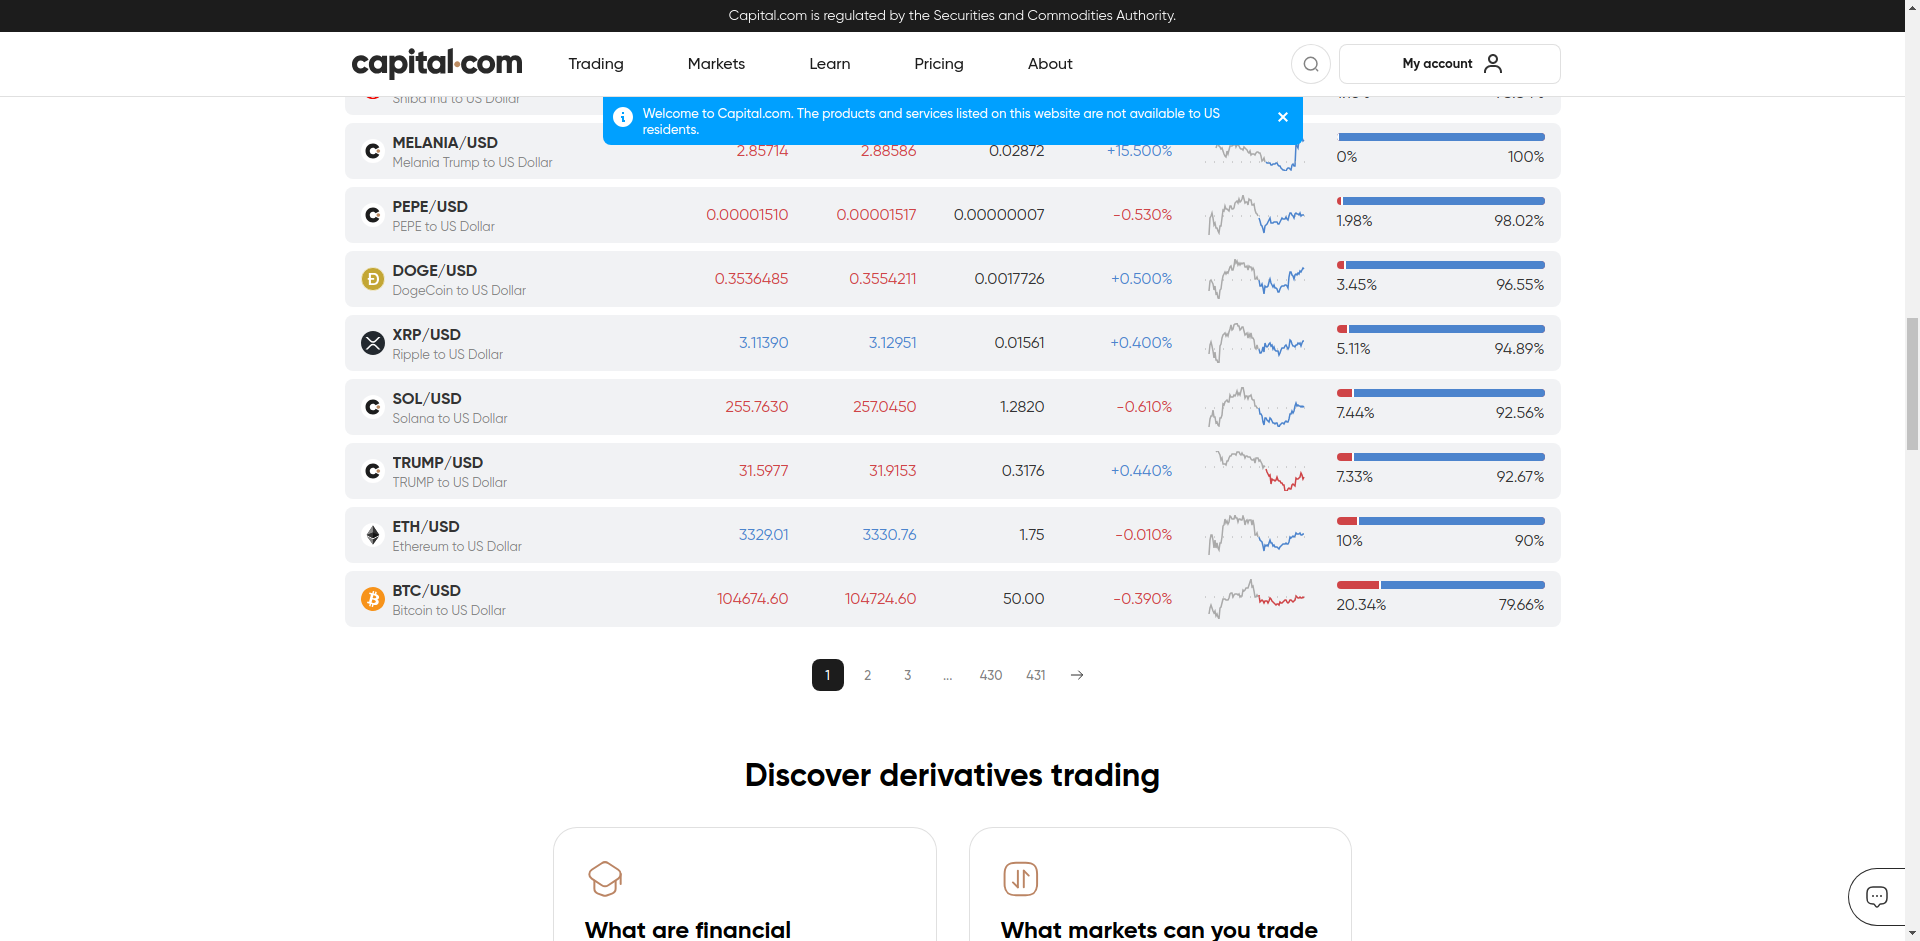 Capital.com is regulated by the Securities and Commodities Authority.
capital.com Trading Markets Learn Pricing About My account
Shiba Inu to US Dollar
Welcome to Capital.com. The products and services listed on this website are not available to US
residents.
MELANIA/USD
Melania Trump to US Dollar
2.85714 2.88586 0.02872 +15.500% 0% 100%
PEPE/USD
PEPE to US Dollar
0.00001510 0.00001517 0.00000007 -0.530% 1.98% 98.02%
DOGE/USD
DogeCoin to US Dollar
0.3536485 0.3554211 0.0017726 +0.500% 3.45% 96.55%
XRP/USD
Ripple to US Dollar
3.11390 3.12951 0.01561 +0.400% 5.11% 94.89%
SOL/USD
Solana to US Dollar
255.7630 257.0450 1.2820 -0.610% 7.44% 92.56%
TRUMP/USD
TRUMP to US Dollar
31.5977 31.9153 0.3176 +0.440% 7.33% 92.67%
ETH/USD
Ethereum to US Dollar
3329.01 3330.76 1.75 -0.010% 10% 90%
BTC/USD
Bitcoin to US Dollar
104674.60 104724.60 50.00 -0.390% 20.34% 79.66%
1 2 3 ... 430 431
Discover derivatives trading
What are financial
What markets can you trade